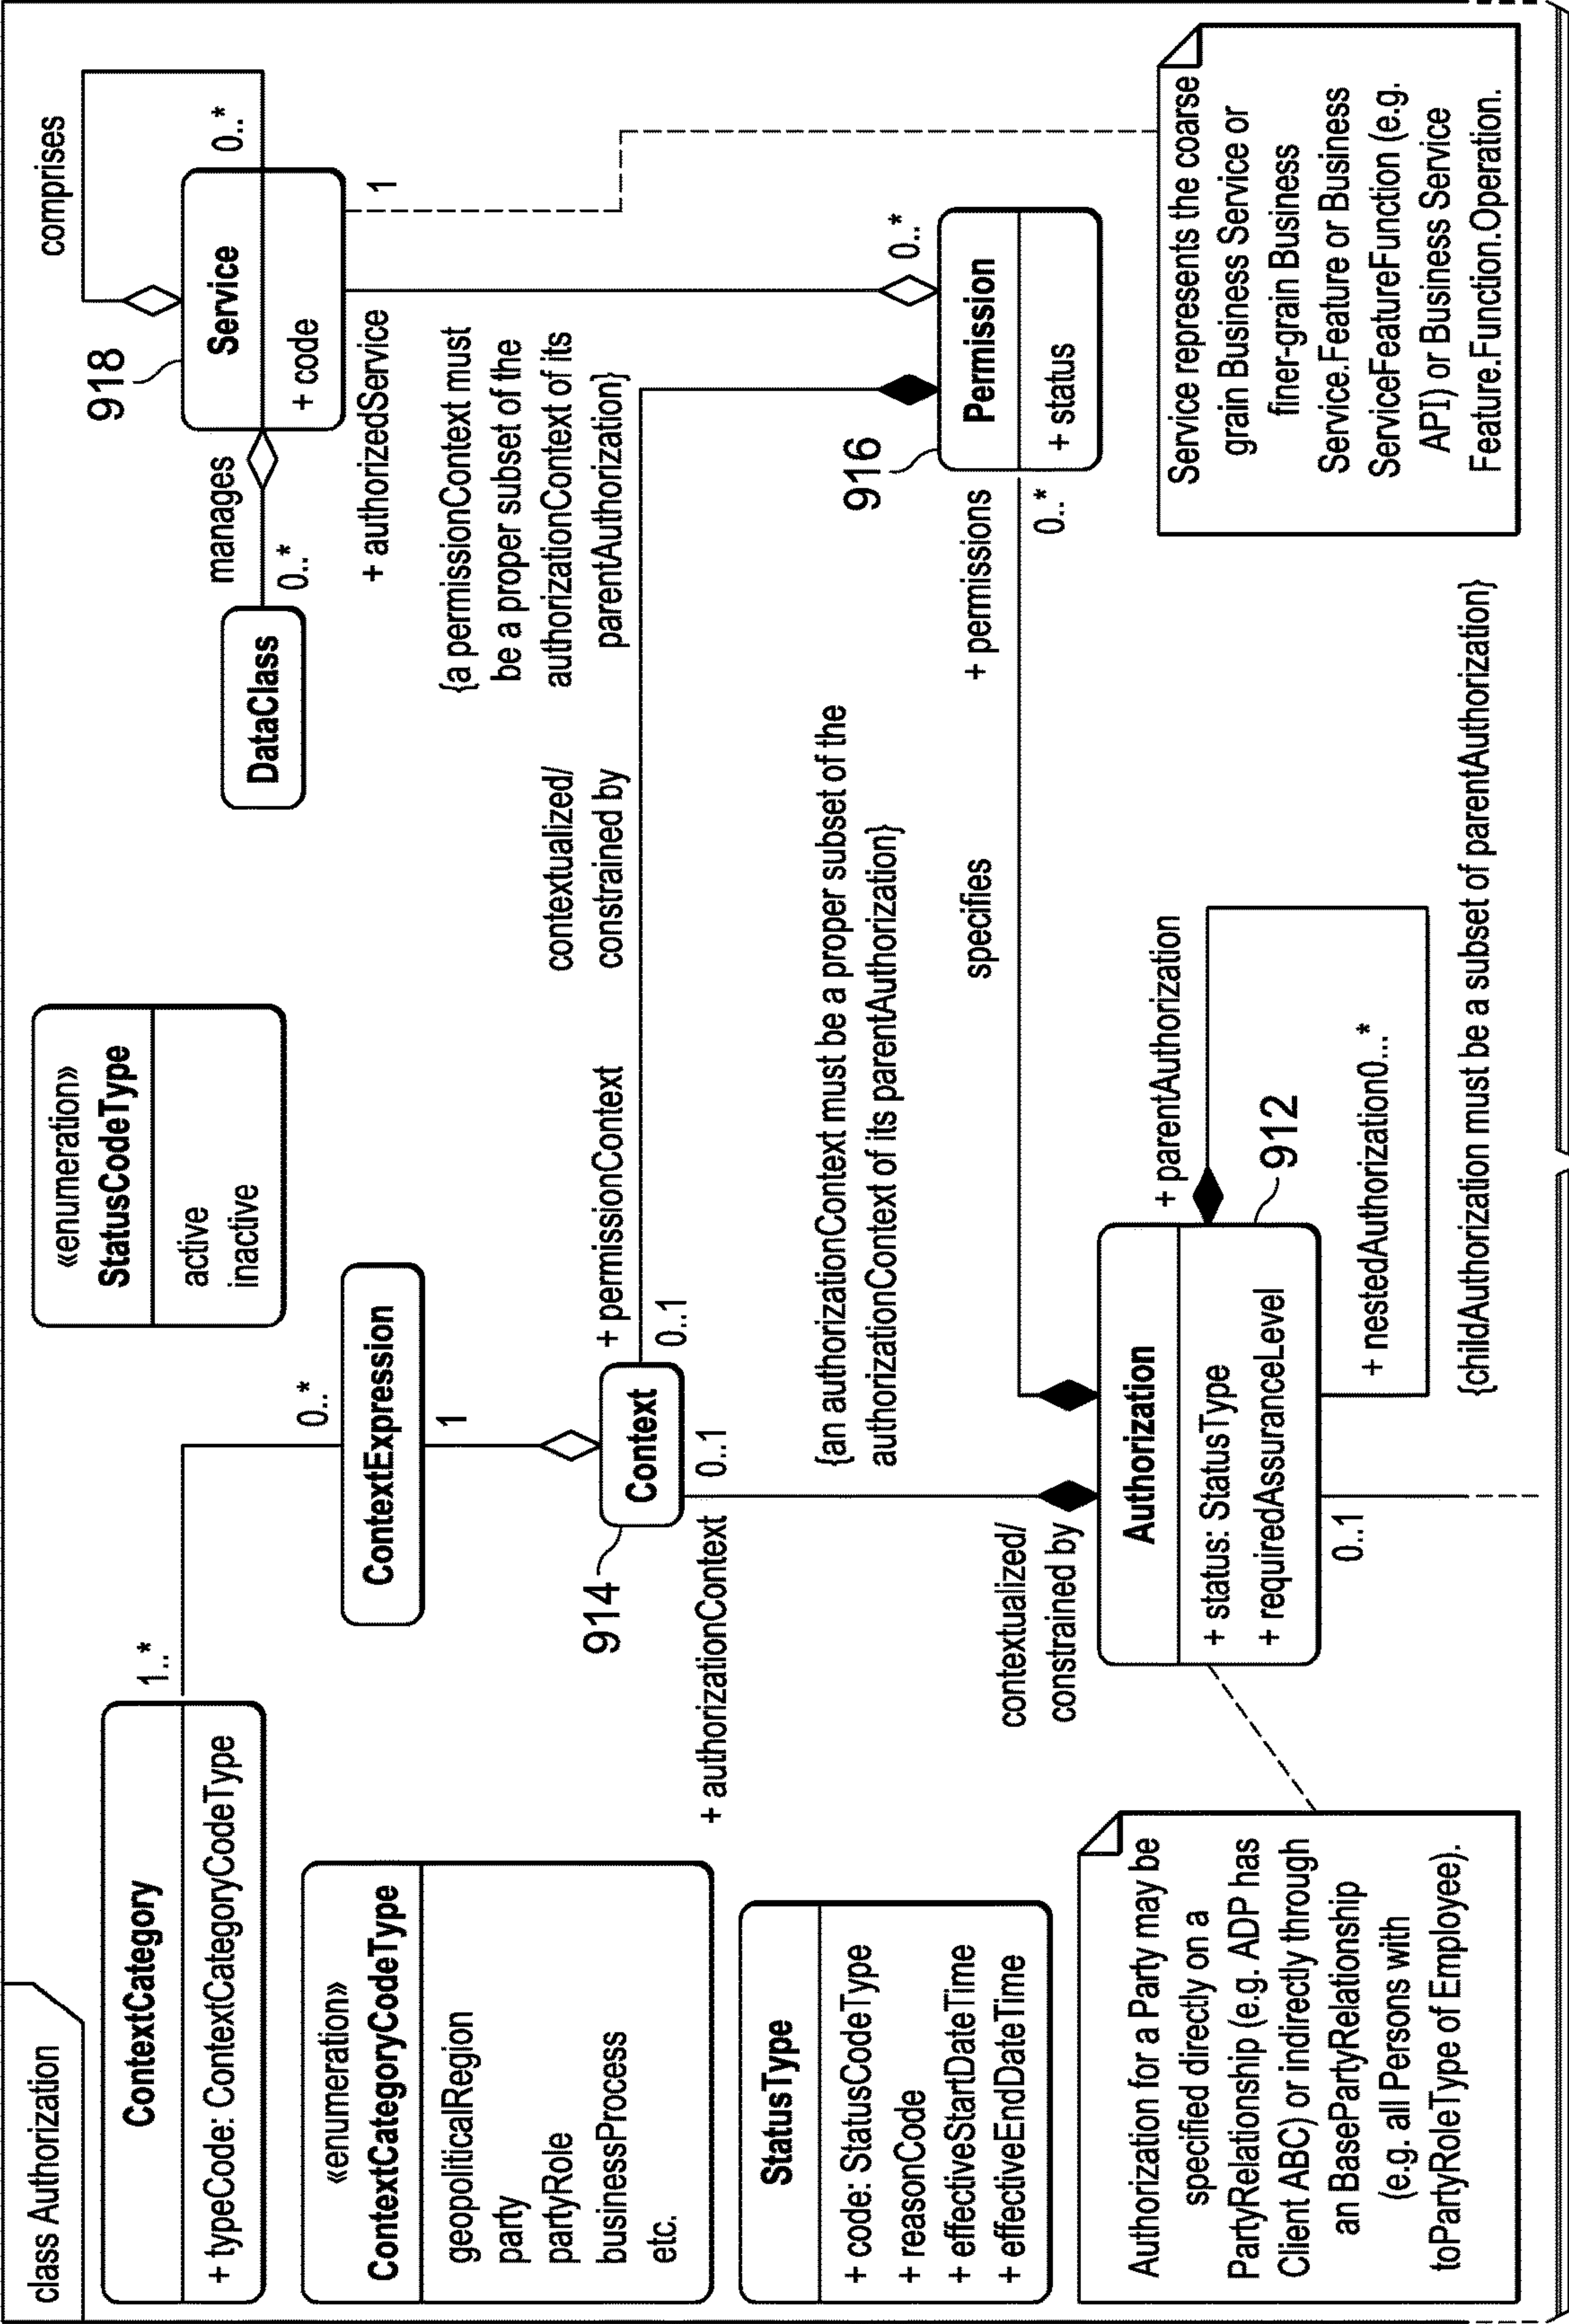 class Authorization
ContextCategory
+ typeCode: ContextCategoryCodeType
1..*
«enumeration»
ContextCategoryCodeType
geopoliticalRegion
party
partyRole
businessProcess
etc.
StatusType
+ code: StatusCodeType
+ reasonCode
+ effectiveStartDateTime
+ effectiveEndDateTime
Authorization for a Party may be
specified directly on a
PartyRelationship (e.g. ADP has
Client ABC) or indirectly through
an BasePartyRelationship
(e.g. all Persons with
toPartyRoleType of Employee).
«enumeration»
StatusCodeType
active
inactive
0..*
ContextExpression
1
914
Context
+ permissionContext
0..1
0..1
+ authorizationContext
contextualized/
constrained by
{an authorizationContext must be a proper subset of the
authorizationContext of its parentAuthorization}
contextualized/
constrained by
Authorization
+ status: StatusType
+ requiredAssuranceLevel
0..1
912
+ parentAuthorization
+ nestedAuthorization0...*
{childAuthorization must be a subset of parentAuthorization}
specifies
+ permissions
0..*
comprises
918
Service
+ code
0..*
1
manages
0..*
DataClass
+ authorizedService
{a permissionContext must
be a proper subset of the
authorizationContext of its
parentAuthorization}
0..*
916
Permission
+ status
Service represents the coarse
grain Business Service or
finer-grain Business
Service.Feature or Business
ServiceFeatureFunction (e.g.
API) or Business Service
Feature.Function.Operation.